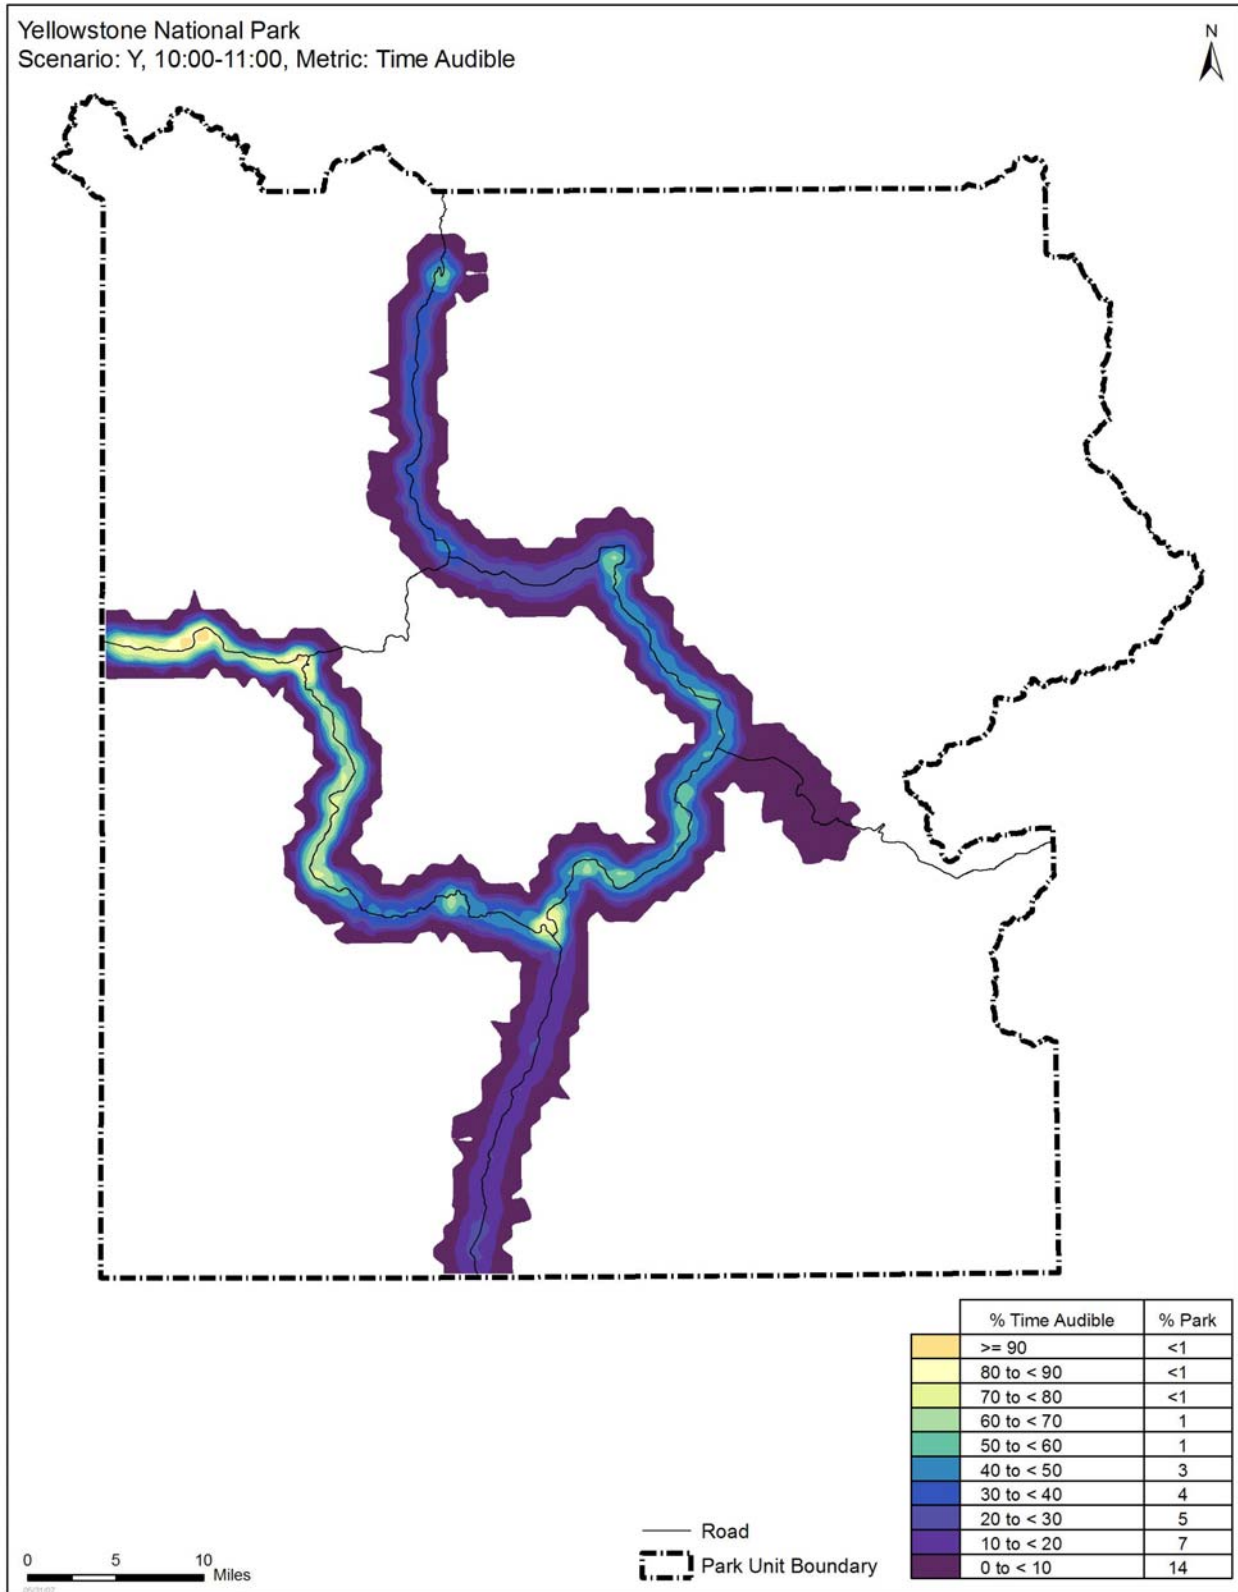 Yellowstone National Park
Scenario: Y, 10:00-11:00, Metric: Time Audible
N
% Time Audible % Park
>= 90 <1
80 to < 90 <1
70 to < 80 <1
60 to < 70 1
50 to < 60 1
40 to < 50 3
30 to < 40 4
20 to < 30 5
10 to < 20 7
0 to < 10 14
Road
Park Unit Boundary
0 5 10
Miles